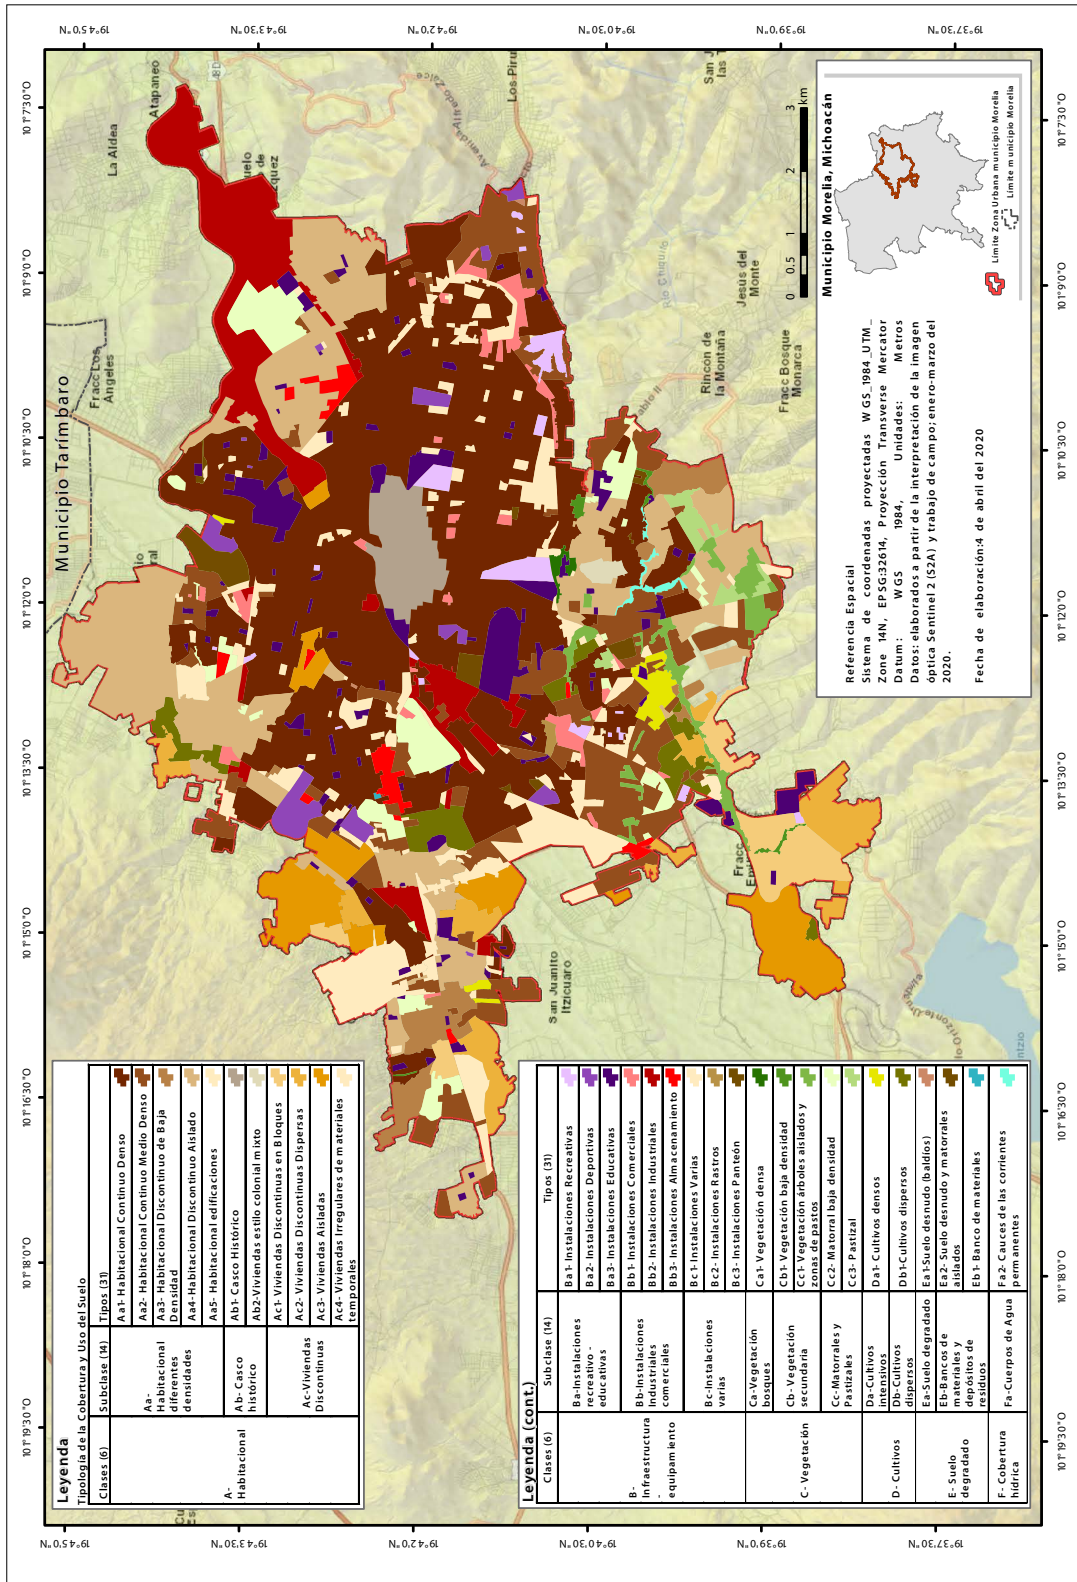 Leyenda
Tipología de la Cobertura y Uso del Suelo
Clases (6)
Subclase (14)
Tipos (31)
A-
Habitacional
Aa-
Habitacional
diferentes
densidades
Aa1- Habitacional Continuo Denso
Aa2- Habitacional Continuo Medio Denso
Aa3- Habitacional Discontinuo de Baja
Densidad
Aa4-Habitacional Discontinuo Aislado
Aa5- Habitacional edificaciones
Ab- Casco
histórico
Ab1-Casco Histórico
Ab2-Viviendas estilo colonial mixto
Ac-Viviendas
Discontinuas
Ac1- Viviendas Discontinuas en Bloques
Ac2- Viviendas Discontinuas Dispersas
Ac3- Viviendas Aisladas
Ac4- Viviendas Irregulares de materiales
temporales
Leyenda (cont.)
Clases (6)
Subclase (14)
Tipos (31)
B-
Infraestructura
-
equipamiento
Ba-Instalaciones
recreativo -
educativas
Ba1- Instalaciones Recreativas
Ba2- Instalaciones Deportivas
Ba3- Instalaciones Educativas
Bb- Instalaciones
Industriales -
comerciales
Bb1- Instalaciones Comerciales
Bb2- Instalaciones Industriales
Bb3- Instalaciones Almacenamiento
Bc-Instalaciones
varias
Bc1- Instalaciones Varias
Bc2- Instalaciones Rastros
Bc3- Instalaciones Panteón
C- Vegetación
Ca-Vegetación
bosques
Ca1- Vegetación densa
Cb- Vegetación
secundaria
Cb1- Vegetación baja densidad
Cc1- Vegetación árboles aislados y
zonas de pastos
Cc-Matorrales y
Pastizales
Cc2- Matorral baja densidad
Cc3- Pastizal
D- Cultivos
Da-Cultivos
intensivos
Da1- Cultivos densos
Db-Cultivos
dispersos
Db1-Cultivos dispersos
E- Suelo
degradado
Ea-Suelo degradado
Ea1-Suelo desnudo (baldíos)
Eb-Bancos de
materiales y
depósitos de
residuos
Ea2- Suelo desnudo y matorrales
aislados
Eb1- Banco de materiales
F- Cobertura
hídrica
Fa-Cuerpos de Agua
Fa2- Cauces de las corrientes
permanentes
Municipio Tarímbaro
Fracc Los
Ángeles
La Aldea
Atapaneo
Los Piru
Avenida Alfredo Zalce
Río Chiquito
Jesús del
Monte
Rincón de
la Montaña
Fracc Bosque
Monarca
San Juanito
Itzícuaro
San J
las T
0 0.5 1 2 3
km
Referencia Espacial
Sistema de coordenadas proyectadas WGS_1984_UTM_
Zone 14N, EPSG:32614, Proyección Transverse Mercator
Datum: WGS 1984, Unidades: Metros
Datos: elaborados a partir de la interpretación de la imagen
óptica Sentinel 2 (S2A) y trabajo de campo; enero-marzo del
2020.
Fecha de elaboración:4 de abril del 2020
Municipio Morelia, Michoacán
Límite Zona Urbana municipio Morelia
Límite municipio Morelia
101°19'30"O.
101°18'0"O.
101°16'30"O.
101°15'0"O.
101°13'30"O.
101°12'0"O.
101°10'30"O.
101°9'0"O.
101°7'30"O.
19°45'0"N
19°43'30"N
19°42'0"N
19°40'30"N
19°39'0"N
19°37'30"N